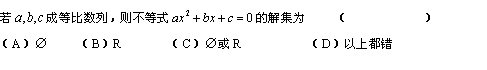 若 a,b,c 成等比数列，则不等式 ax² + bx + c = 0 的解集为 （ ）
（A）∅ （B）R （C）∅或 R （D）以上都错